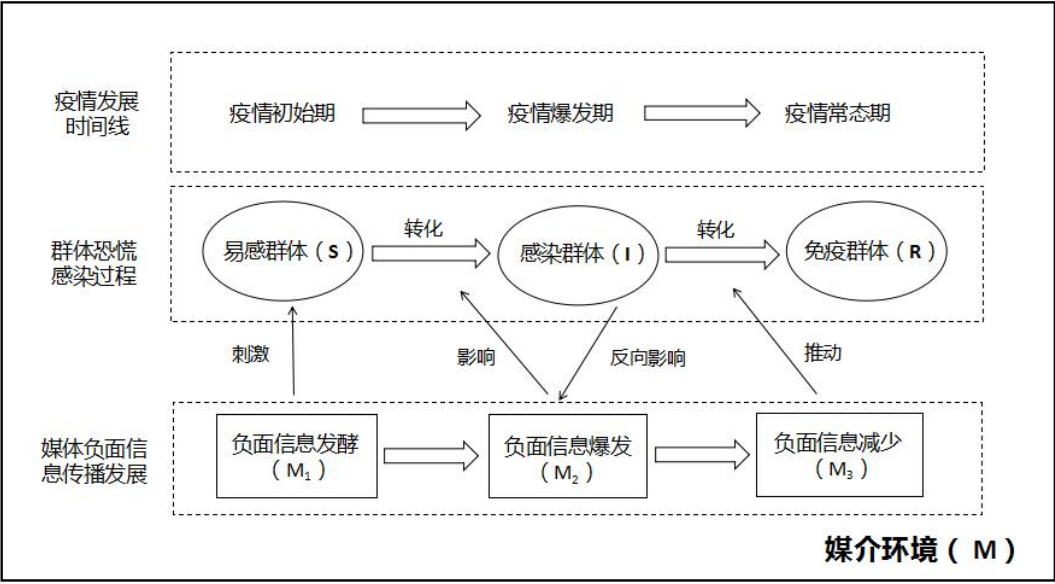 疫情发展
时间线
疫情初始期
疫情爆发期
疫情常态期
群体恐慌
感染过程
易感群体（S）
转化
感染群体（I）
转化
免疫群体（R）
刺激
影响
反向影响
推动
媒体负面信
息传播发展
负面信息发酵
（M₁）
负面信息爆发
（M₂）
负面信息减少
（M₃）
媒介环境（ M ）